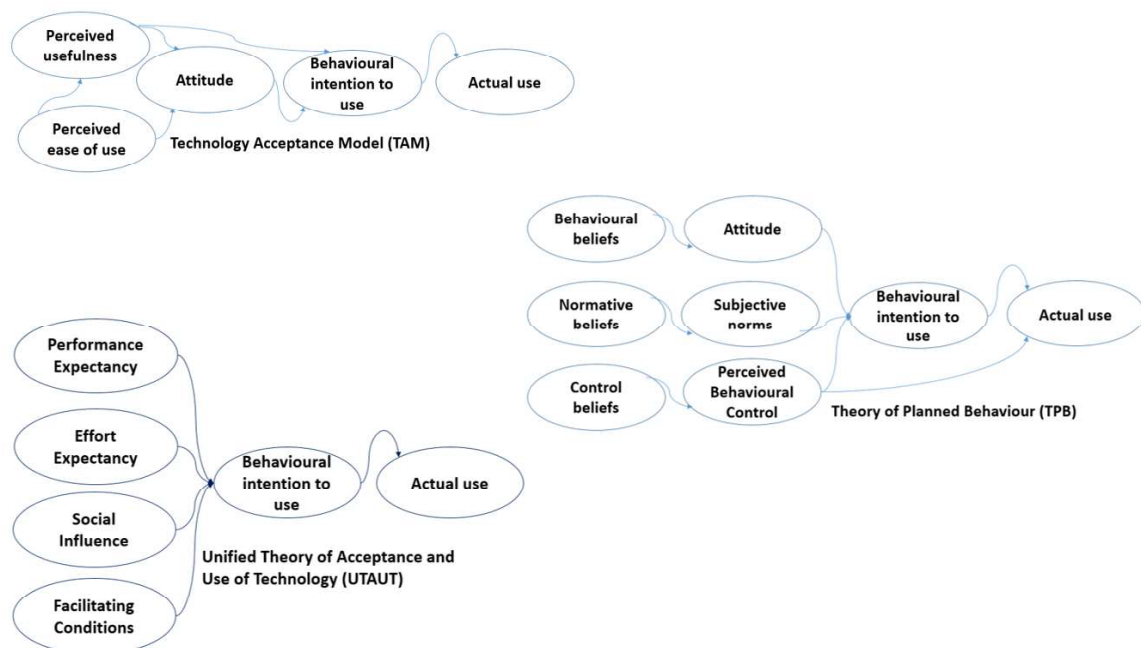 Perceived
usefulness
Attitude
Behavioural
intention to
use
Actual use
Perceived
ease of use
Technology Acceptance Model (TAM)
Behavioural
beliefs
Attitude
Normative
beliefs
Subjective
norms
Behavioural
intention to
use
Actual use
Control
beliefs
Perceived
Behavioural
Control
Theory of Planned Behaviour (TPB)
Performance
Expectancy
Effort
Expectancy
Social
Influence
Facilitating
Conditions
Behavioural
intention to
use
Actual use
Unified Theory of Acceptance and
Use of Technology (UTAUT)